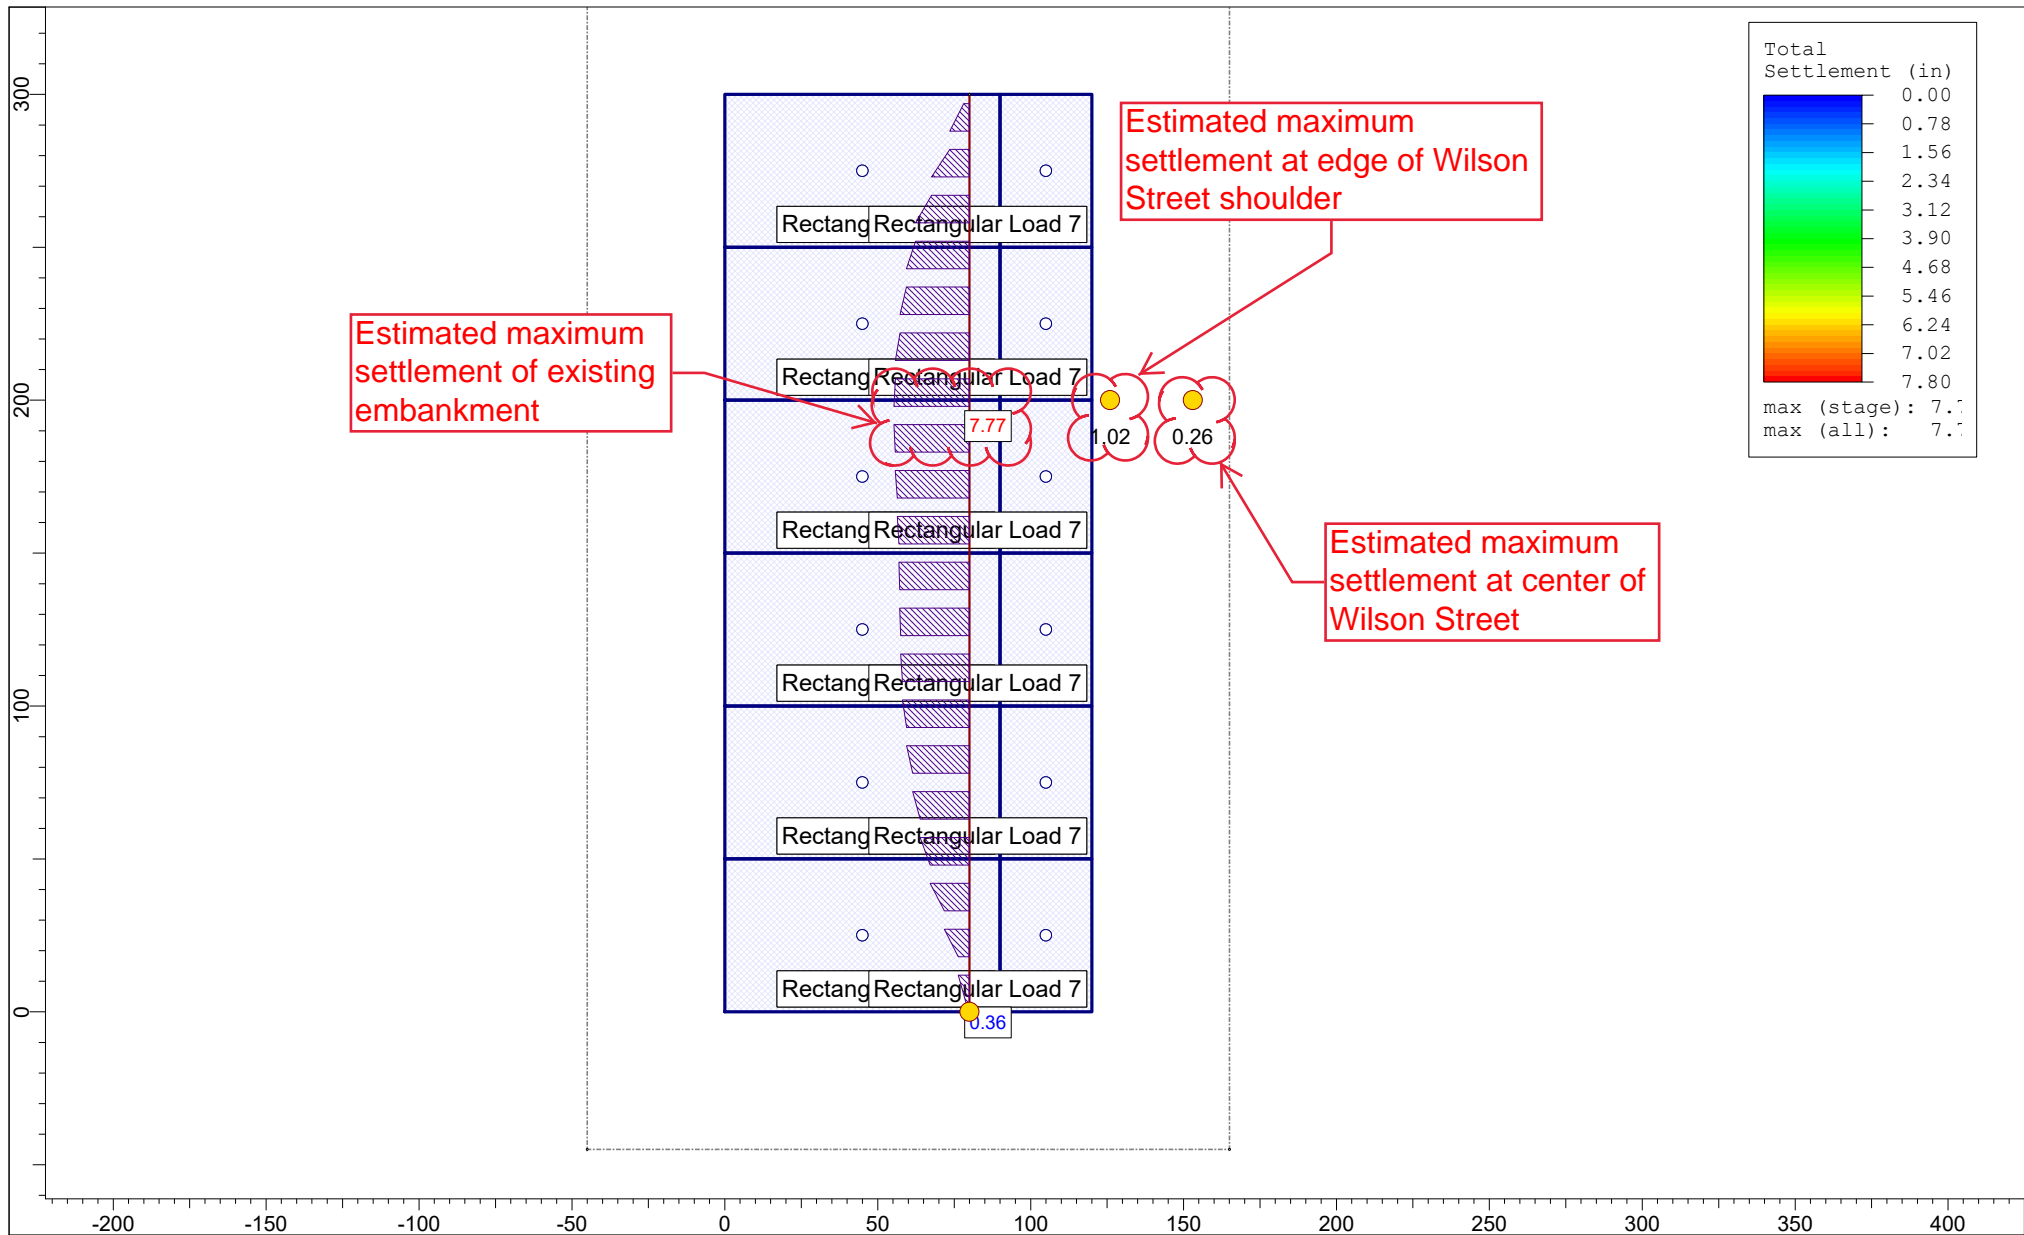 Total
Settlement (in)
0.00
0.78
1.56
2.34
3.12
3.90
4.68
5.46
6.24
7.02
7.80
max (stage): 7.7
max (all): 7.7
Estimated maximum
settlement at edge of Wilson
Street shoulder
Estimated maximum
settlement of existing
embankment
Estimated maximum
settlement at center of
Wilson Street
Rectang Rectangular Load 7
Rectang Rectangular Load 7
7.77
1.02
0.26
Rectang Rectangular Load 7
Rectang Rectangular Load 7
Rectang Rectangular Load 7
Rectang Rectangular Load 7
0.36
300
200
100
0
-200 -150 -100 -50 0 50 100 150 200 250 300 350 400